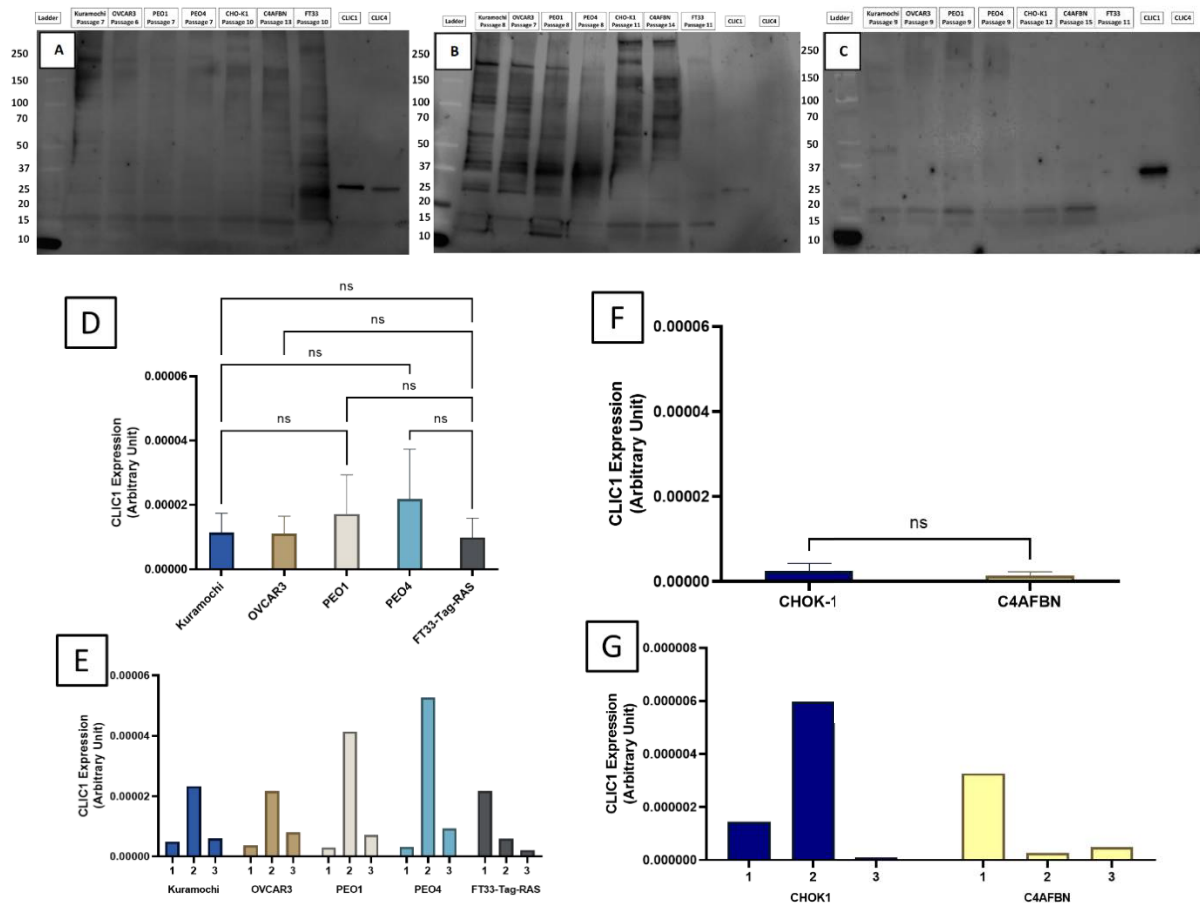 Ladder Kuramochi Passage 7 OVCAR3 Passage 6 PEO1 Passage 7 PEO4 Passage 7 CHO-K1 Passage 10 C4AFBN Passage 13 FT33 Passage 10 CLIC1 CLIC4
A
250
150
100
70
50
37
25
20
15
10
Ladder Kuramochi Passage 8 OVCAR3 Passage 7 PEO1 Passage 8 PEO4 Passage 8 CHO-K1 Passage 11 C4AFBN Passage 14 FT33 Passage 11 CLIC1 CLIC4
B
250
150
100
70
50
37
25
20
15
10
Ladder Kuramochi Passage 9 OVCAR3 Passage 9 PEO1 Passage 9 PEO4 Passage 9 CHO-K1 Passage 12 C4AFBN Passage 15 FT33 Passage 11 CLIC1 CLIC4
C
250
150
100
70
50
37
25
20
15
10
D
ns
ns
ns
ns
ns
ns
CLIC1 Expression
(Arbitrary Unit)
0.00006
0.00004
0.00002
0.00000
Kuramochi
OVCAR3
PEO1
PEO4
FT33-Tag-RAS
F
CLIC1 Expression
(Arbitrary Unit)
0.00006
0.00004
0.00002
0.00000
ns
CHOK-1 C4AFBN
E
CLIC1 Expression
(Arbitrary Unit)
0.00006
0.00004
0.00002
0.00000
1 2 3 1 2 3 1 2 3 1 2 3 1 2 3
Kuramochi OVCAR3 PEO1 PEO4 FT33-Tag-RAS
G
CLIC1 Expression
(Arbitrary Unit)
0.000008
0.000006
0.000004
0.000002
0.000000
1 2 3 1 2 3
CHOK1 C4AFBN